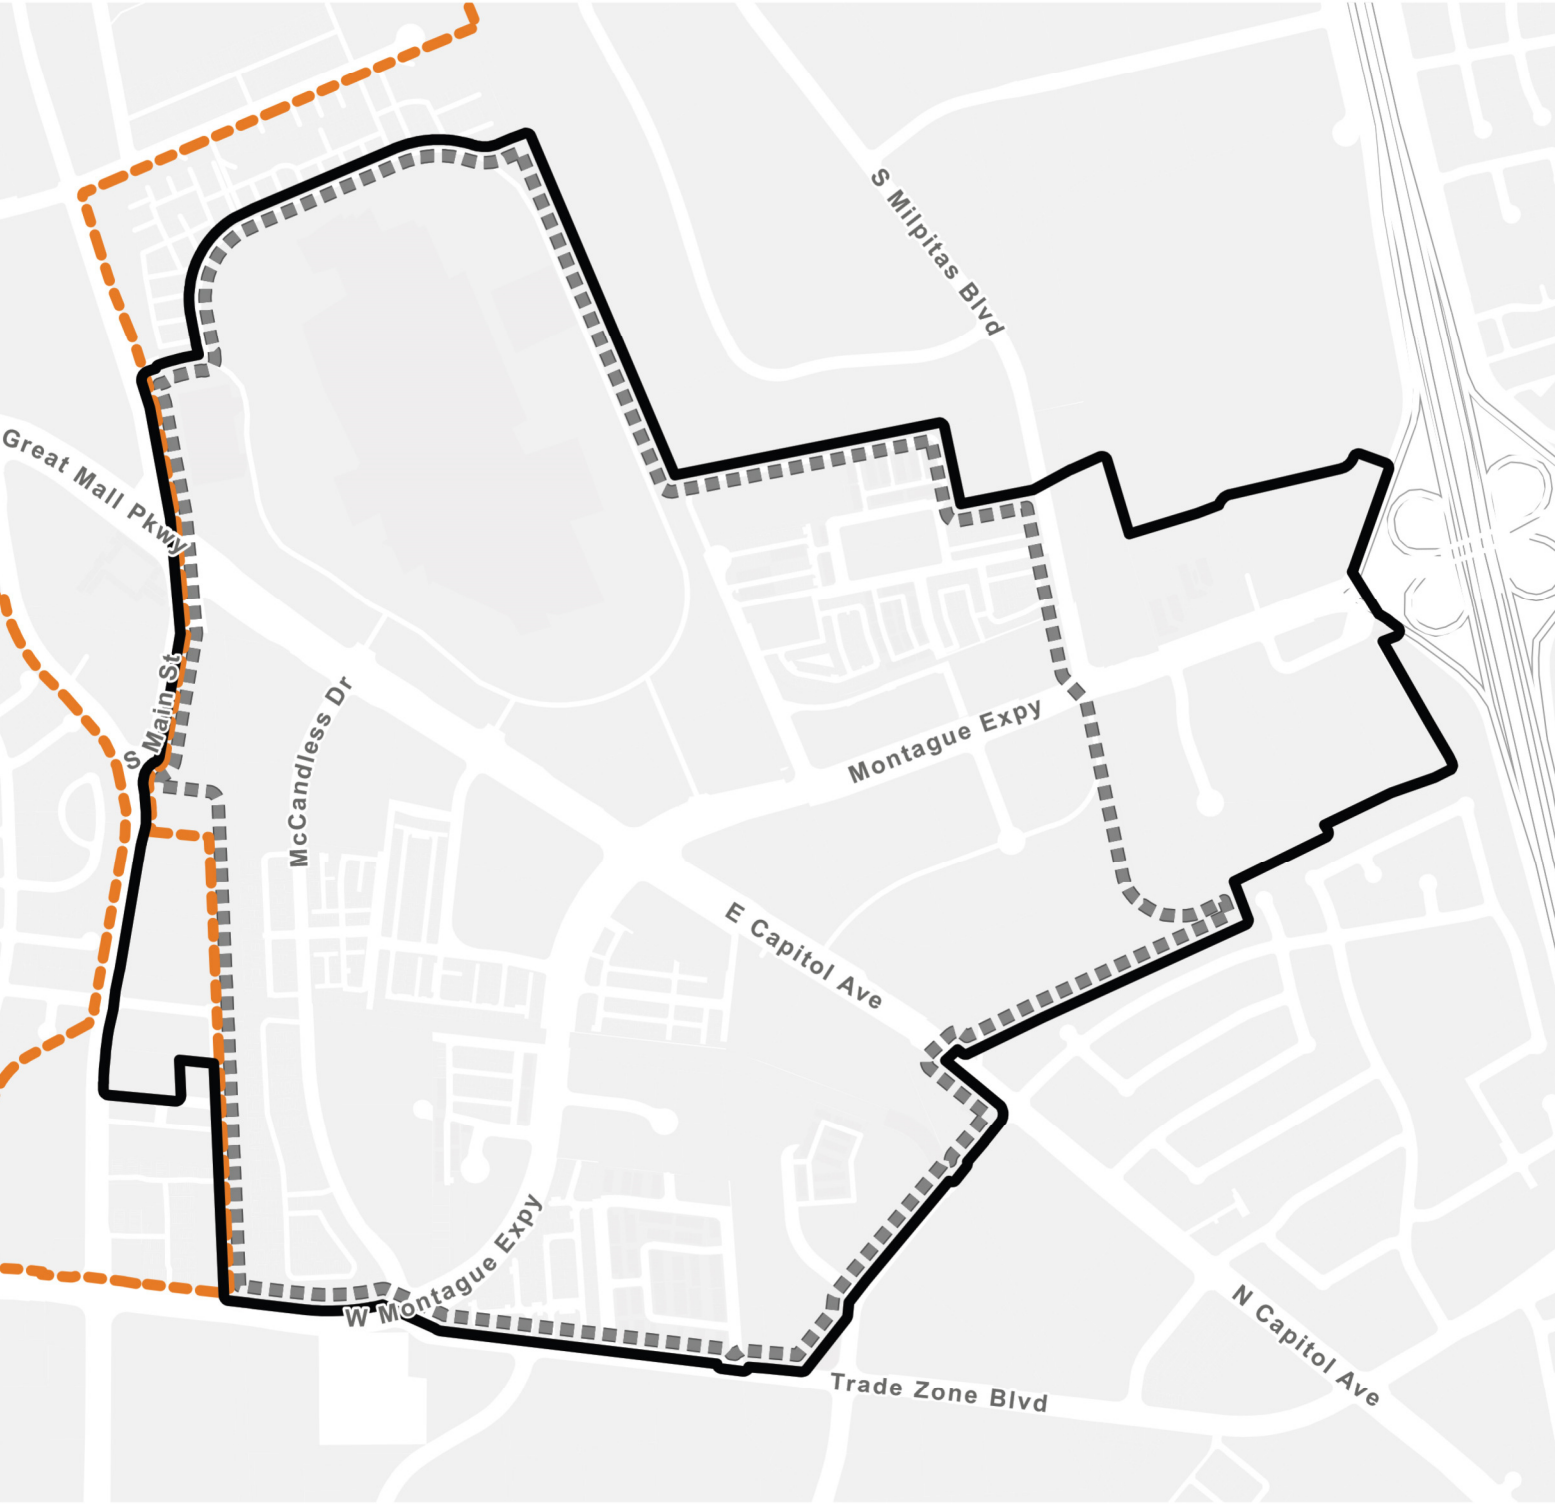 S Milpitas Blvd
Great Mall Pkwy
S Main St
McCandless Dr
Montague Expy
E Capitol Ave
W Montague Expy
N Capitol Ave
Trade Zone Blvd